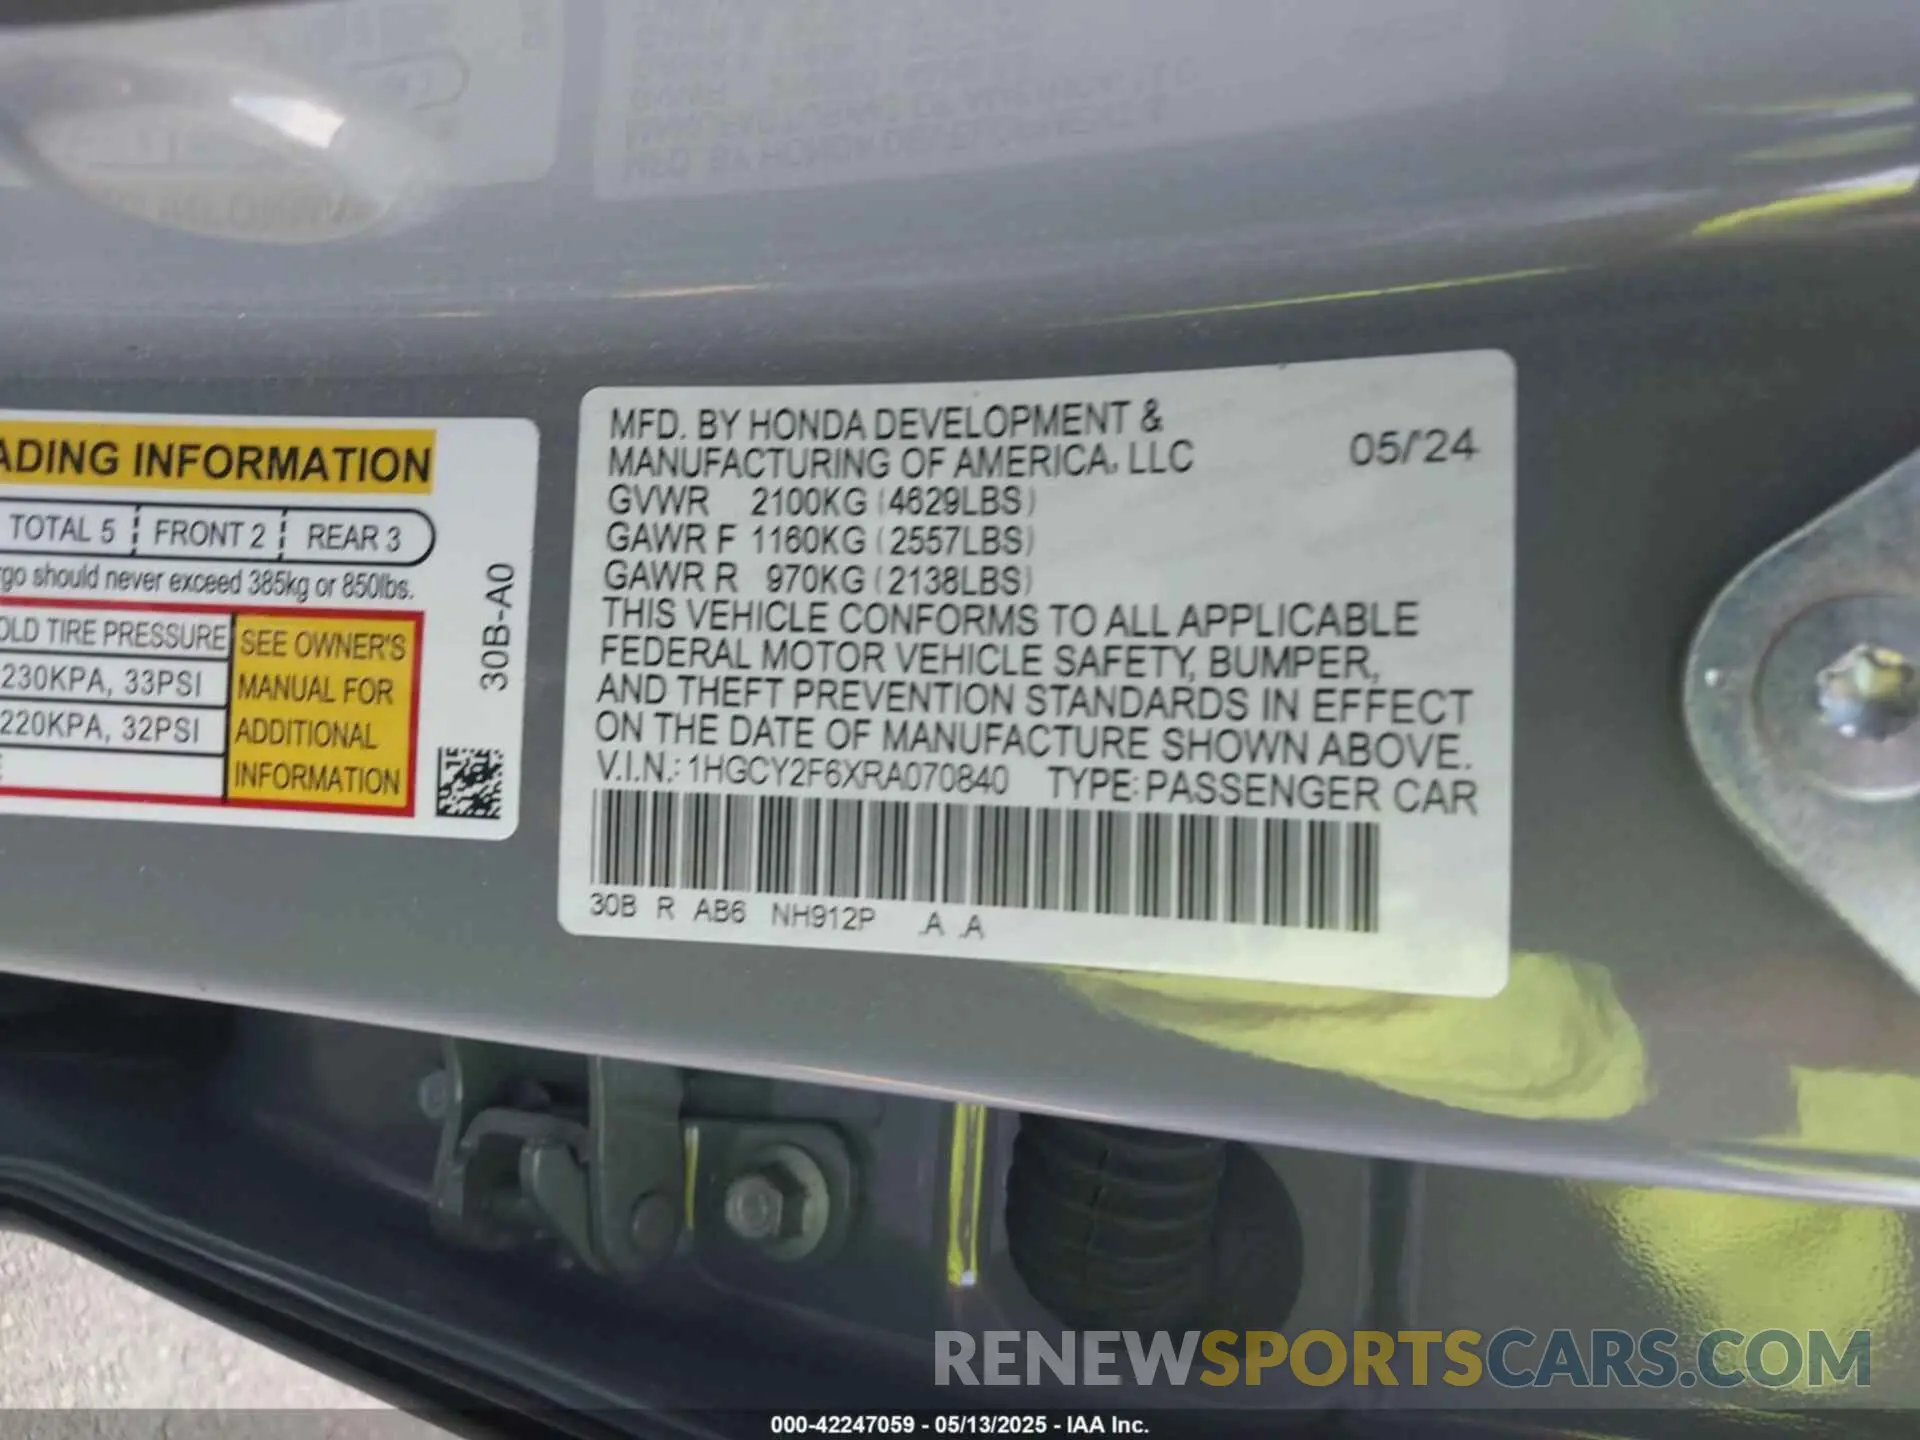 ADING INFORMATION
TOTAL 5 FRONT 2 REAR 3
rgo should never exceed 385kg or 850lbs.
OLD TIRE PRESSURE
230KPA, 33PSI
220KPA, 32PSI
SEE OWNER'S
MANUAL FOR
ADDITIONAL
INFORMATION
30B-A0
MFD. BY HONDA DEVELOPMENT &
MANUFACTURING OF AMERICA, LLC 05/'24
GVWR 2100KG (4629LBS)
GAWR F 1160KG (2557LBS)
GAWR R 970KG (2138LBS)
THIS VEHICLE CONFORMS TO ALL APPLICABLE
FEDERAL MOTOR VEHICLE SAFETY, BUMPER,
AND THEFT PREVENTION STANDARDS IN EFFECT
ON THE DATE OF MANUFACTURE SHOWN ABOVE.
V.I.N.: 1HGCY2F6XRA070840 TYPE: PASSENGER CAR
30B R AB6 NH912P .A .A
RENEWSPORTSCARS.COM
000-42247059 - 05/13/2025 - IAA Inc.